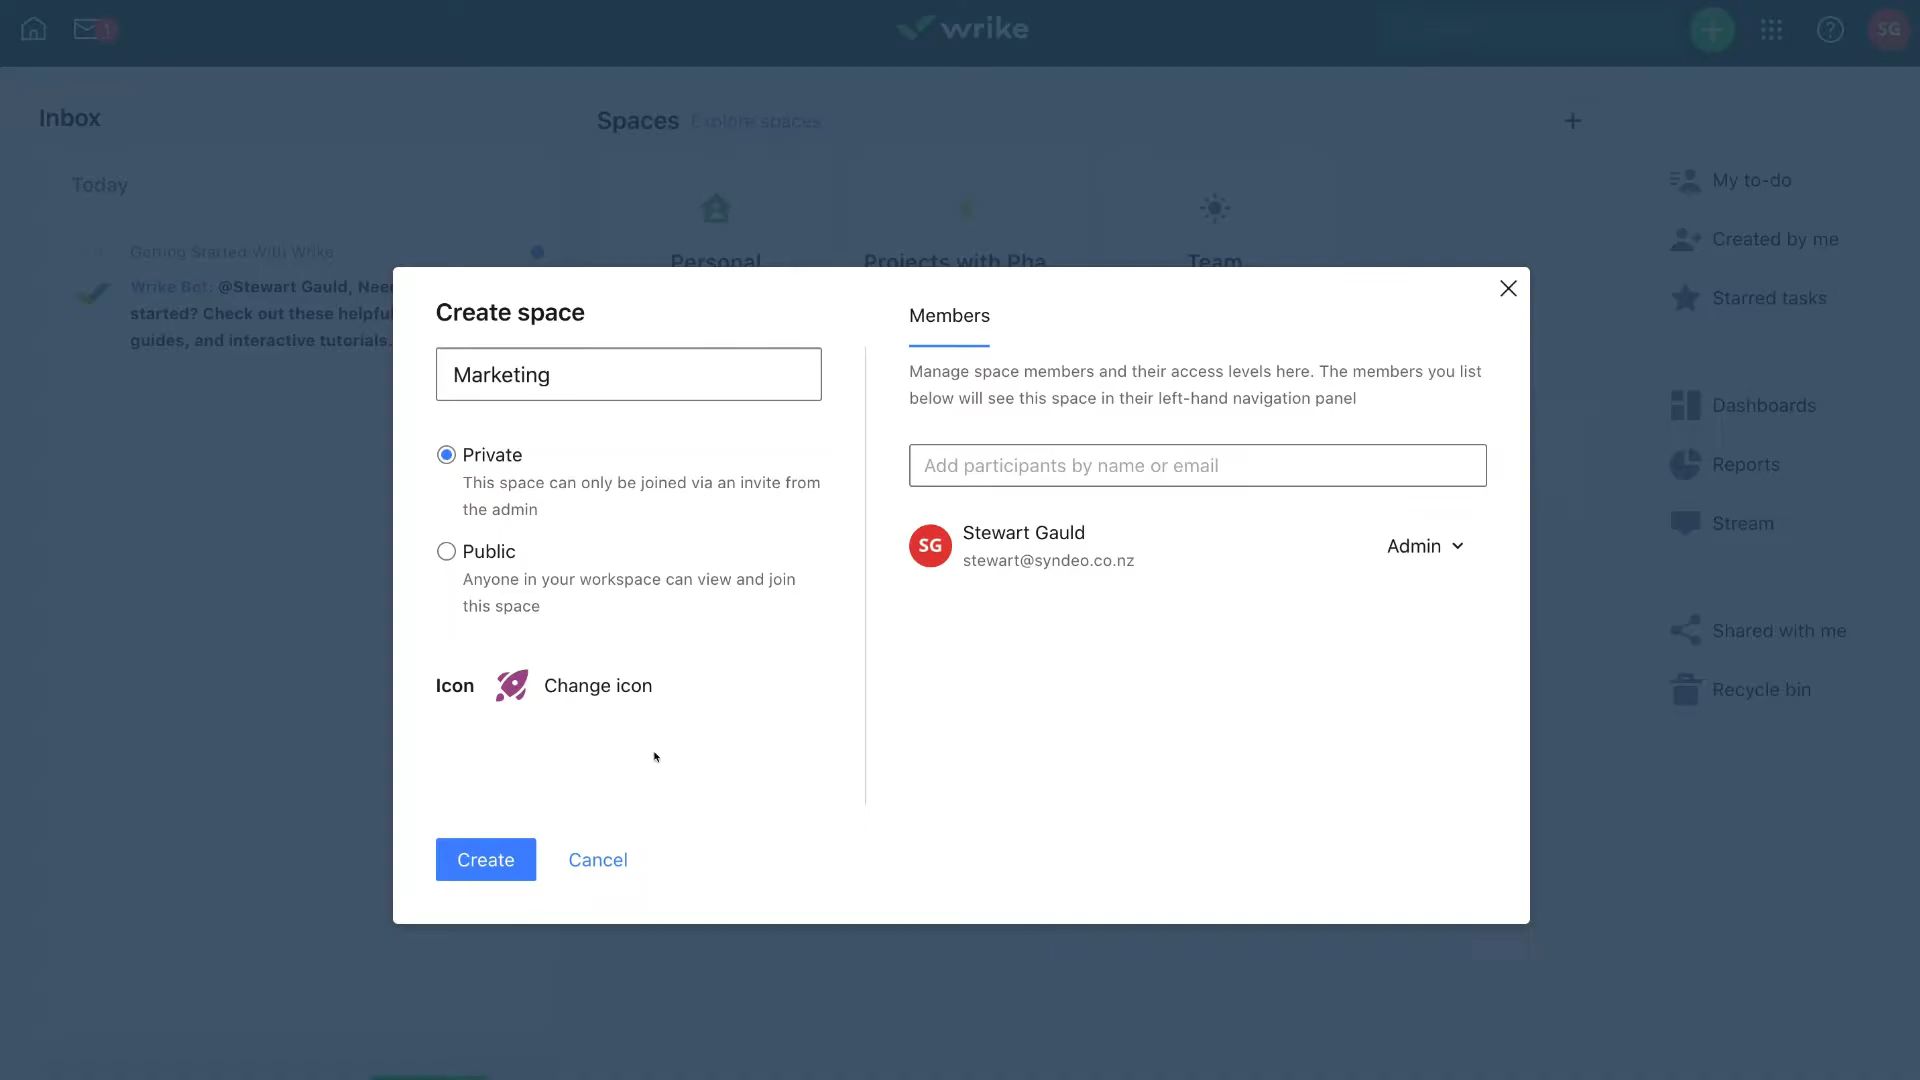 1
wrike
SG
Inbox
Spaces Explore spaces
Today
Getting Started With Wrike
Wrike Bot: @Stewart Gauld, Nee
started? Check out these helpful
guides, and interactive tutorials.
Personal
Projects with Pha
Team
My to-do
Created by me
Starred tasks
Dashboards
Reports
Stream
Shared with me
Recycle bin
Create space
Marketing
Private
This space can only be joined via an invite from
the admin
Public
Anyone in your workspace can view and join
this space
Icon Change icon
Create Cancel
Members
Manage space members and their access levels here. The members you list
below will see this space in their left-hand navigation panel
Add participants by name or email
SG
Stewart Gauld
stewart@syndeo.co.nz
Admin